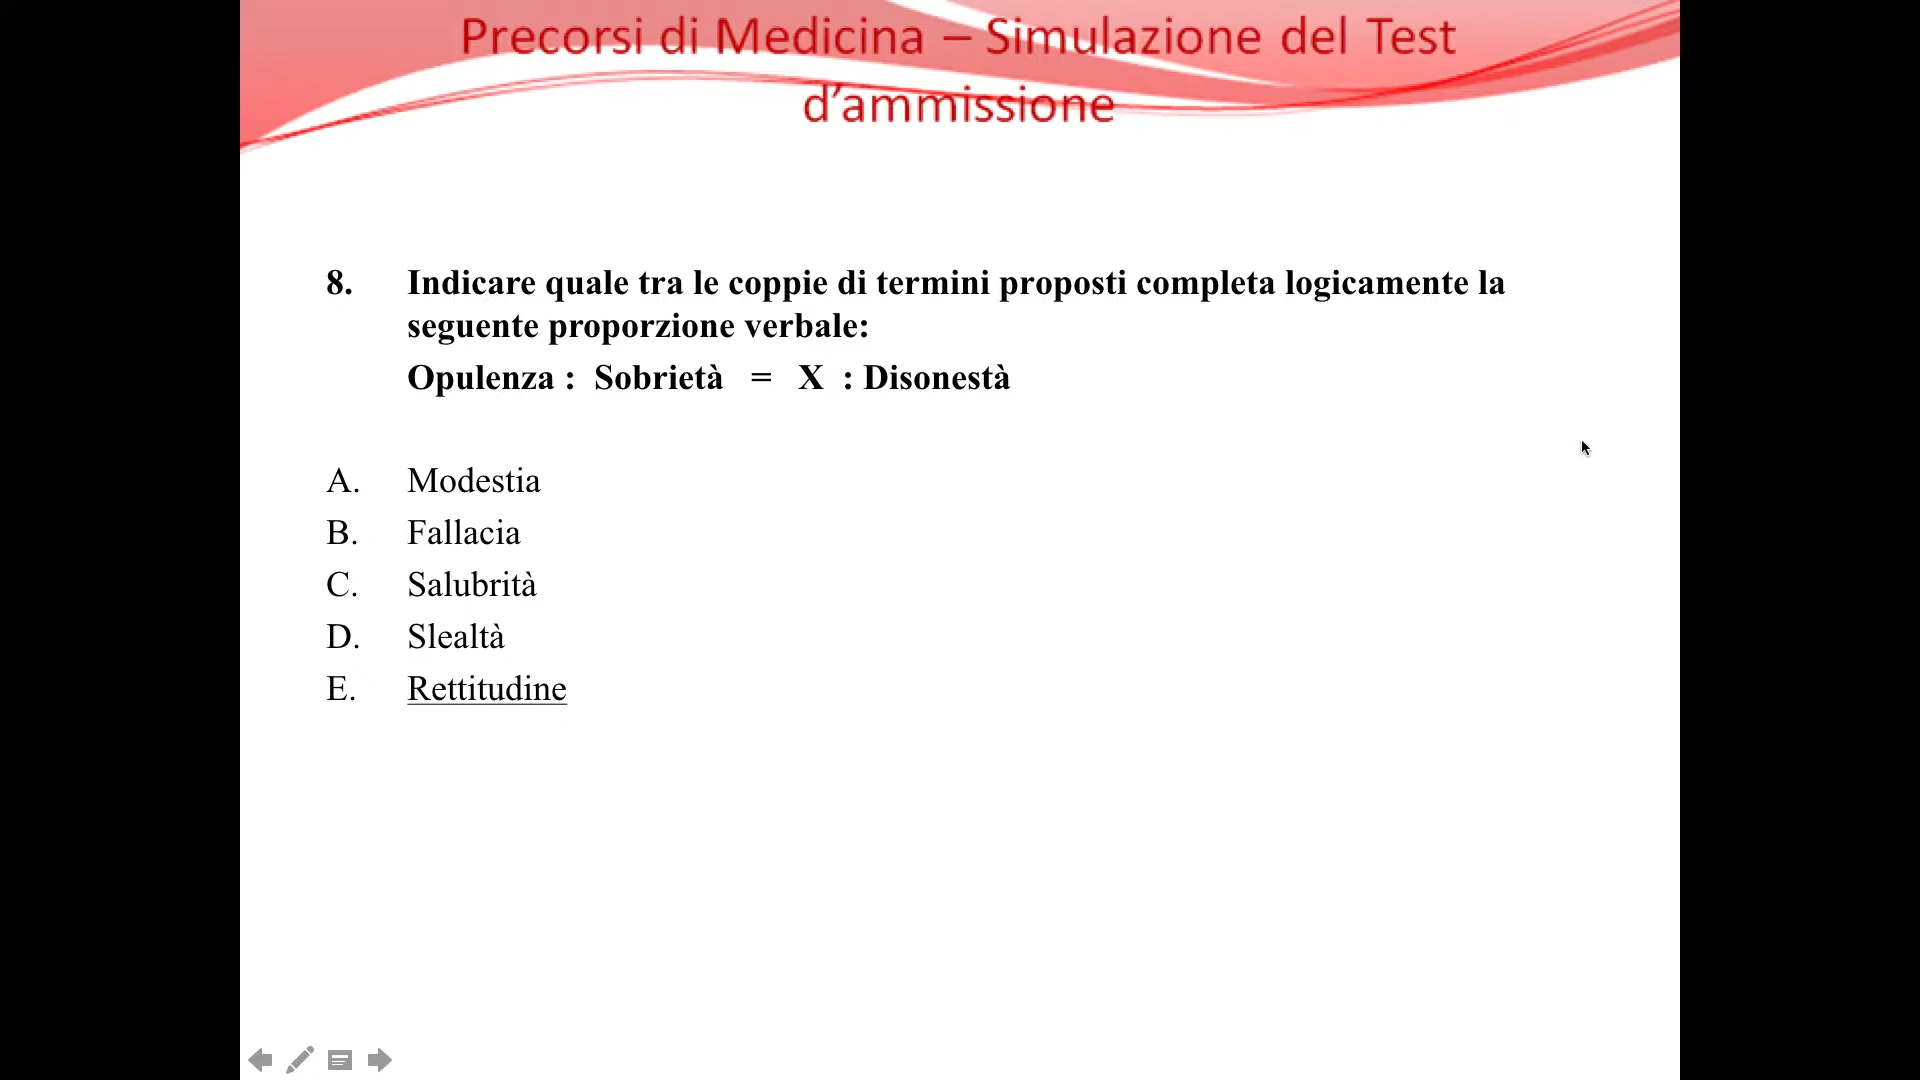 Precorsi di Medicina – Simulazione del Test
d’ammissione
8. Indicare quale tra le coppie di termini proposti completa logicamente la
seguente proporzione verbale:
Opulenza : Sobrietà = X : Disonestà
A. Modestia
B. Fallacia
C. Salubrità
D. Slealtà
E. Rettitudine